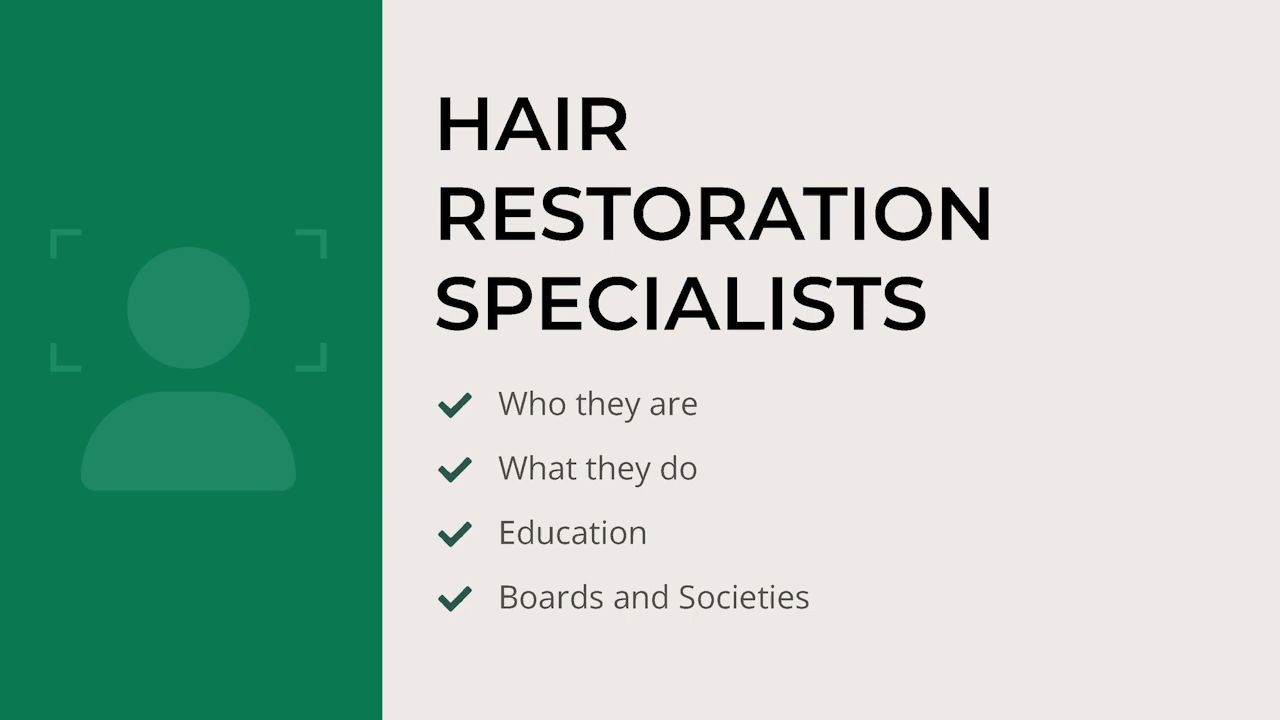 HAIR
RESTORATION
SPECIALISTS
Who they are
What they do
Education
Boards and Societies